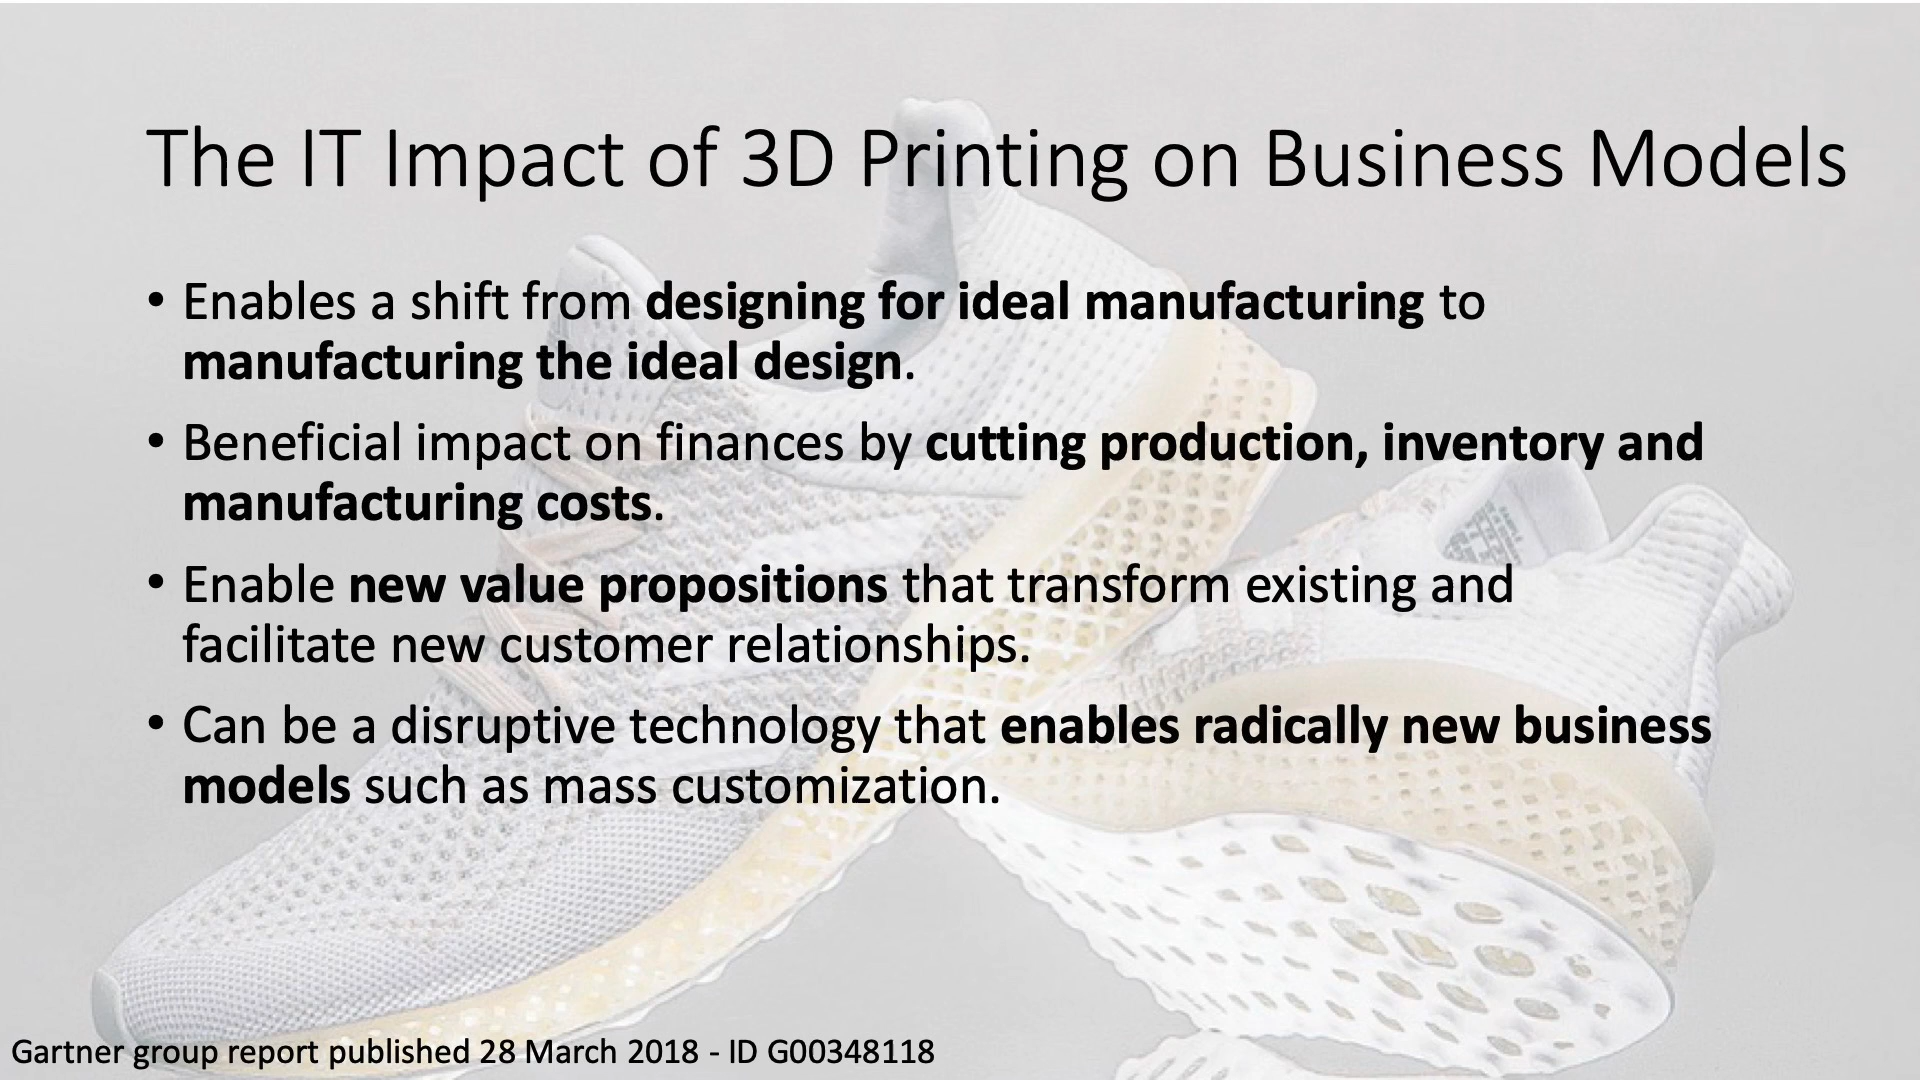 The IT Impact of 3D Printing on Business Models
• Enables a shift from designing for ideal manufacturing to
manufacturing the ideal design.
• Beneficial impact on finances by cutting production, inventory and
manufacturing costs.
• Enable new value propositions that transform existing and
facilitate new customer relationships.
• Can be a disruptive technology that enables radically new business
models such as mass customization.
Gartner group report published 28 March 2018 - ID G00348118